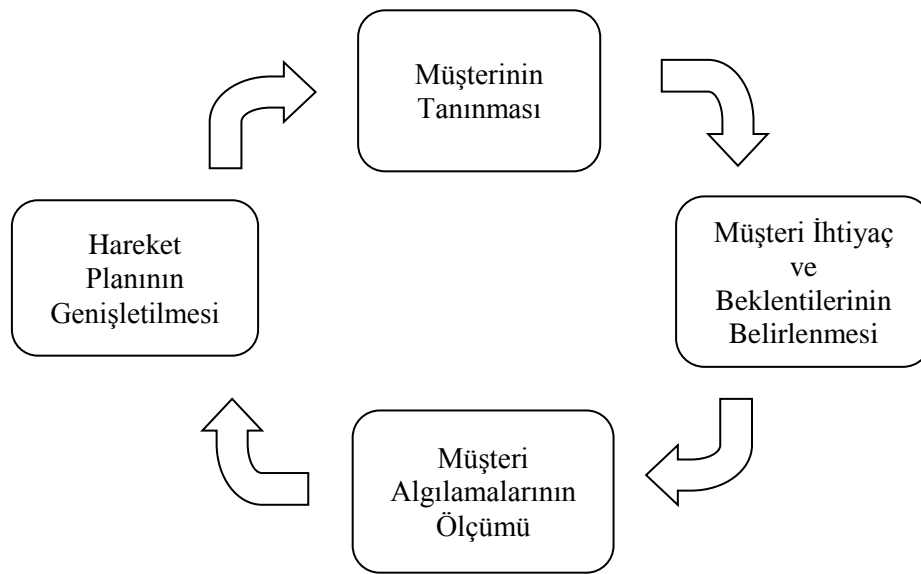 Müşterinin
Tanınması
Müşteri İhtiyaç
ve
Beklentilerinin
Belirlenmesi
Müşteri
Algılamalarının
Ölçümü
Hareket
Planının
Genişletilmesi